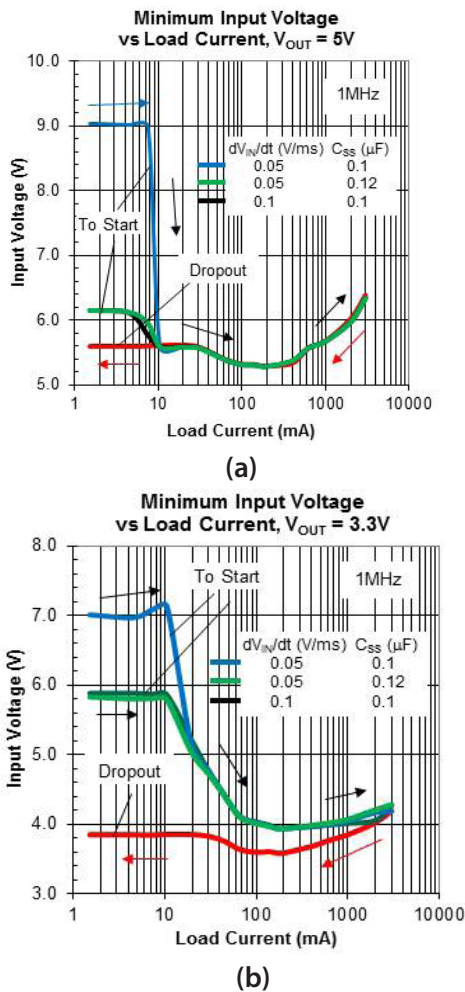 Minimum Input Voltage
vs Load Current, VOUT = 5V
10.0
9.0
8.0
7.0
6.0
5.0
Input Voltage (V)
1MHz
dVIN/dt (V/ms) CSS (μF)
0.05 0.1
0.05 0.12
0.1 0.1
To Start
Dropout
1 10 100 1000 10000
Load Current (mA)
(a)
Minimum Input Voltage
vs Load Current, VOUT = 3.3V
8.0
7.0
6.0
5.0
4.0
3.0
Input Voltage (V)
To Start
1MHz
dVIN/dt (V/ms) CSS (μF)
0.05 0.1
0.05 0.12
0.1 0.1
Dropout
1 10 100 1000 10000
Load Current (mA)
(b)